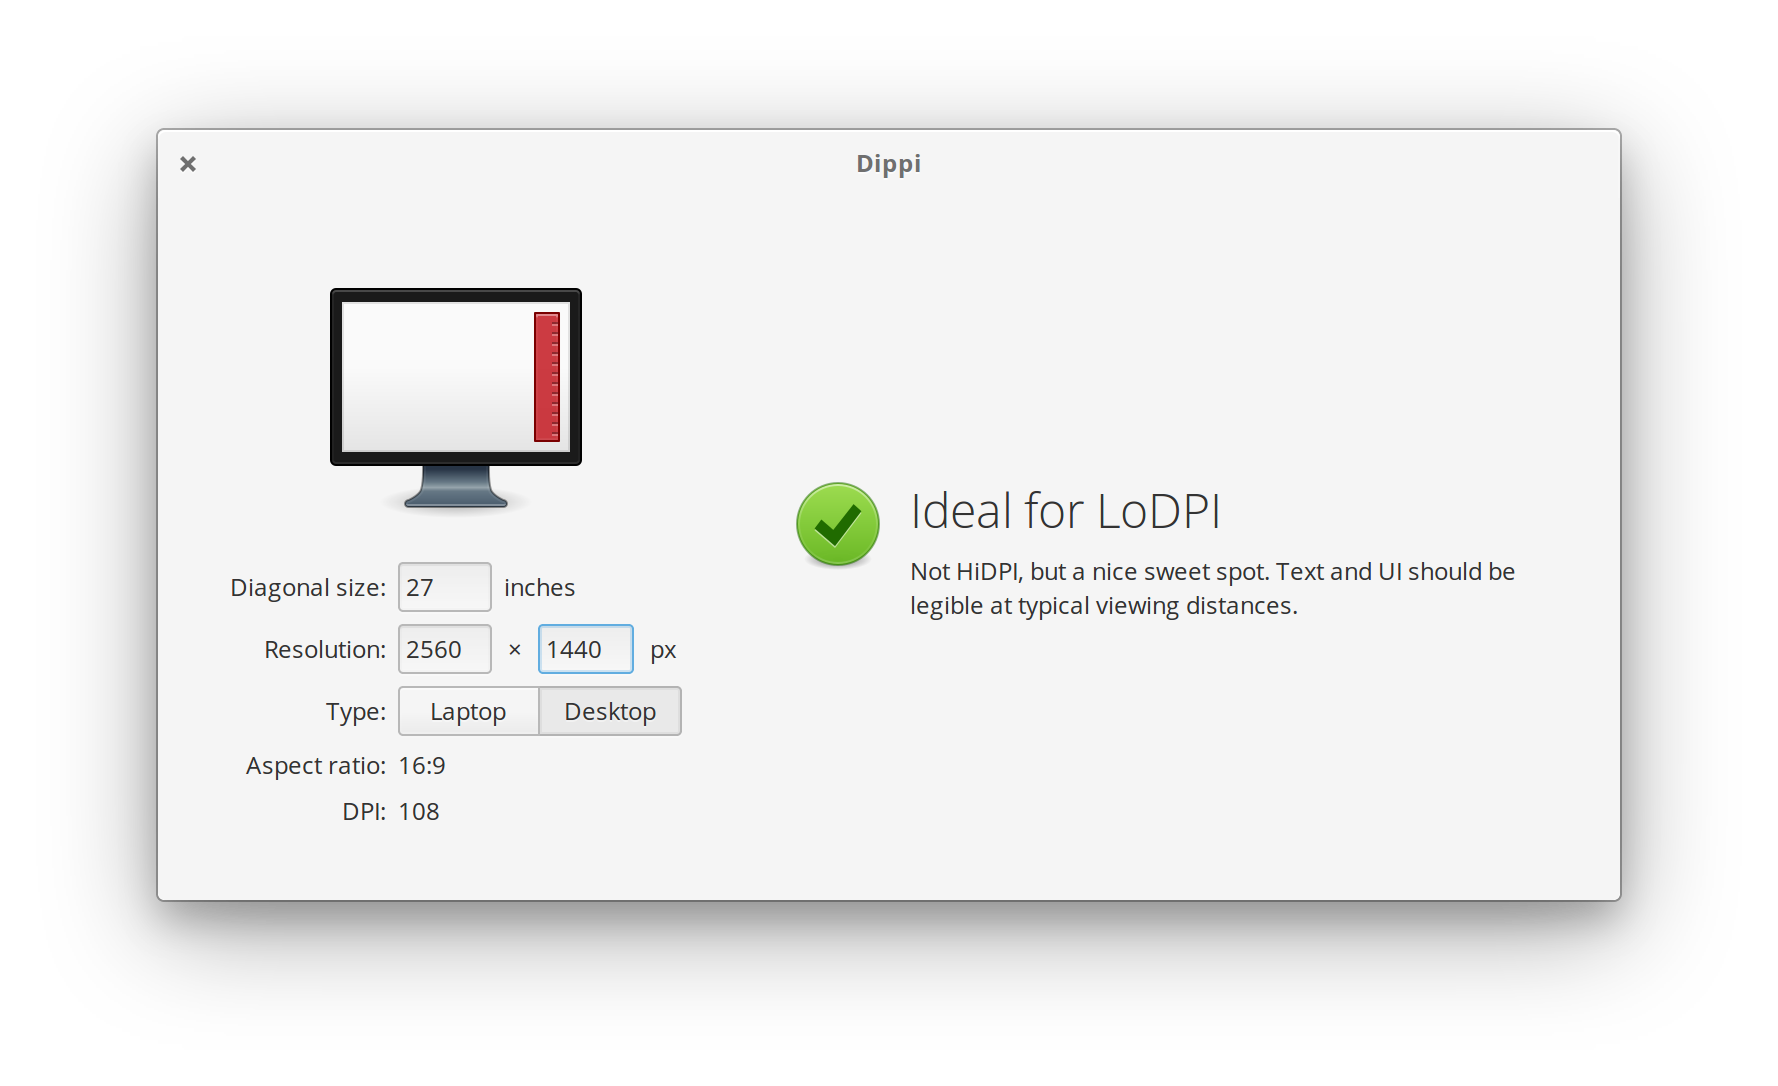 Dippi
Diagonal size: 27 inches
Resolution: 2560 × 1440 px
Type: Laptop Desktop
Aspect ratio: 16:9
DPI: 108
Ideal for LoDPI
Not HiDPI, but a nice sweet spot. Text and UI should be
legible at typical viewing distances.